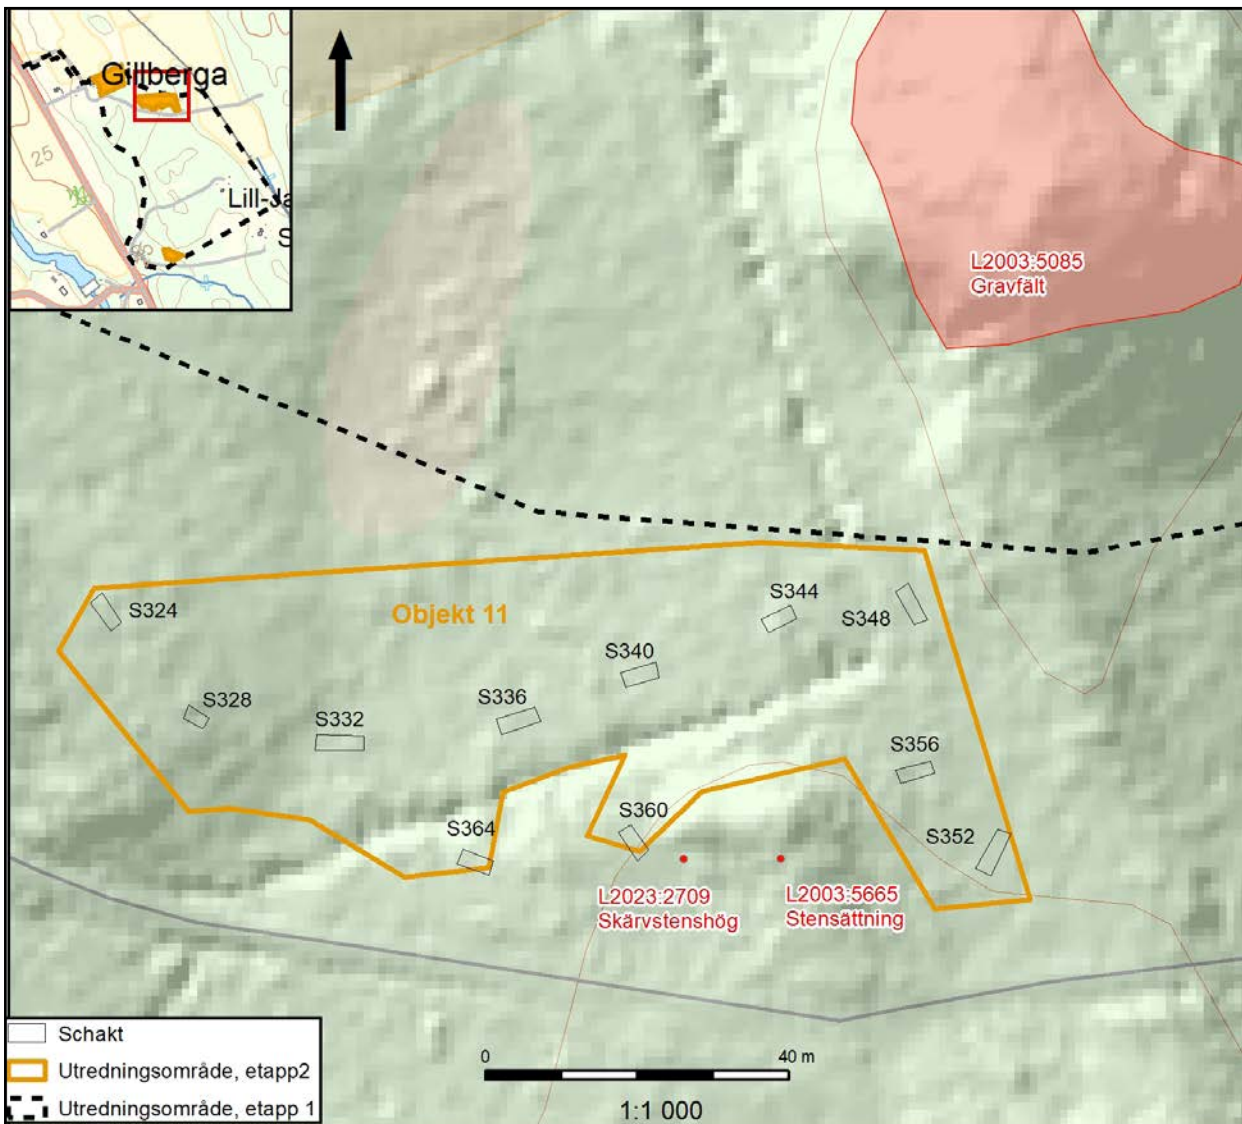 Gillberga
25
Lill-Ja
S
L2003:5085
Gravfält
S324
Objekt 11
S344
S348
S340
S328
S336
S332
S356
S360
S364
S352
L2023:2709
Skärvstenshög
L2003:5665
Stensättning
Schakt
Utredningsområde, etapp2
Utredningsområde, etapp 1
0
40 m
1:1 000